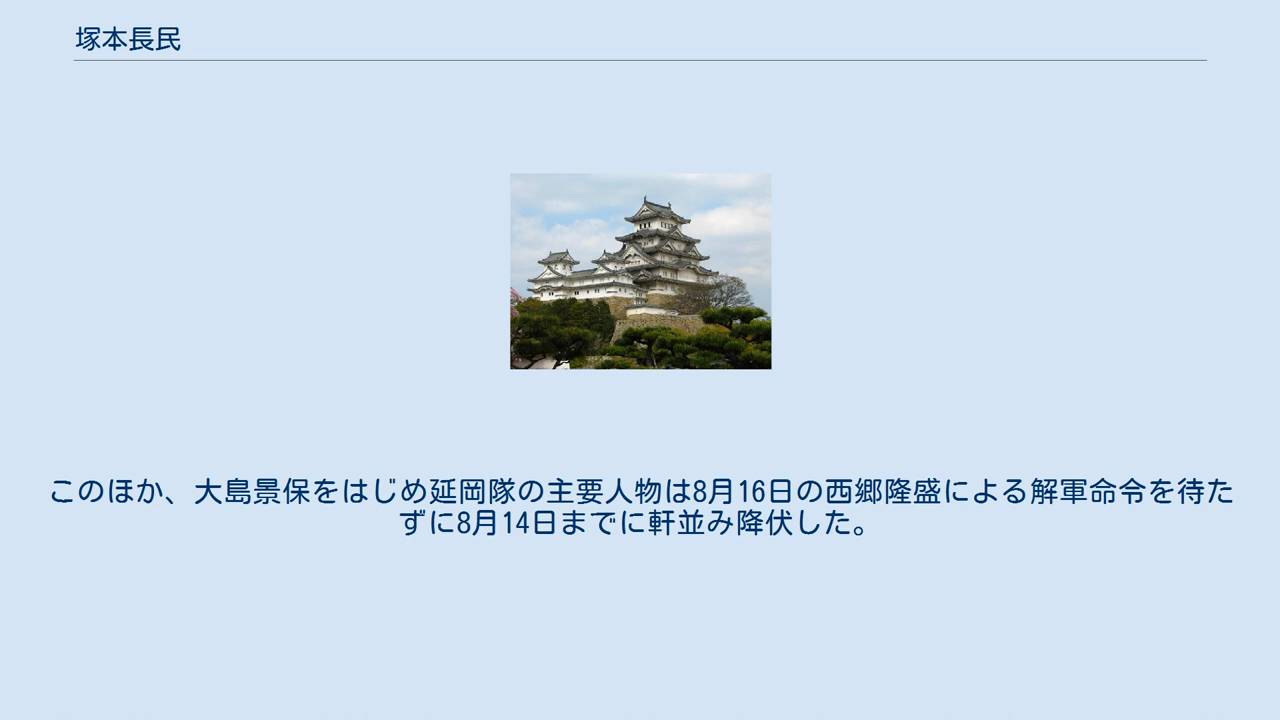 塚本長民
このほか、大島景保をはじめ延岡隊の主要人物は8月16日の西郷隆盛による解軍命令を待た
ずに8月14日までに軒並み降伏した。